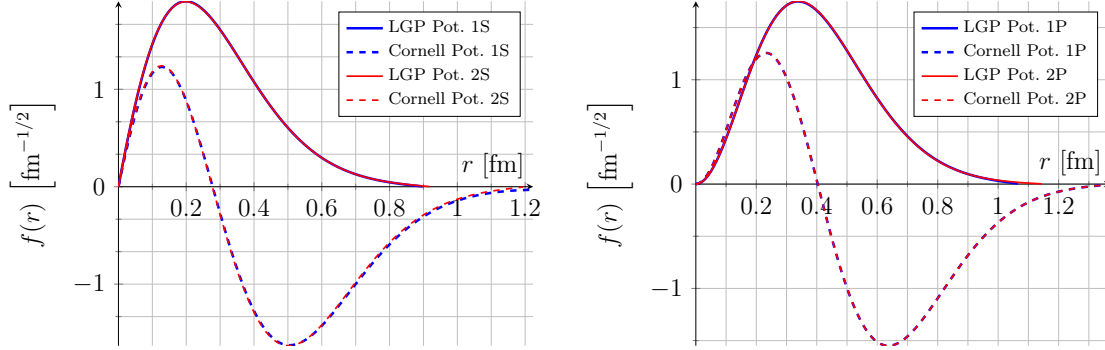 LGP Pot. 1S
Cornell Pot. 1S
LGP Pot. 2S
Cornell Pot. 2S
1
0
−1
0.2 0.4 0.6 0.8 1 1.2
r [fm]
f(r) [fm^{−1/2}]
LGP Pot. 1P
Cornell Pot. 1P
LGP Pot. 2P
Cornell Pot. 2P
1
0
−1
0.2 0.4 0.6 0.8 1 1.2
r [fm]
f(r) [fm^{−1/2}]